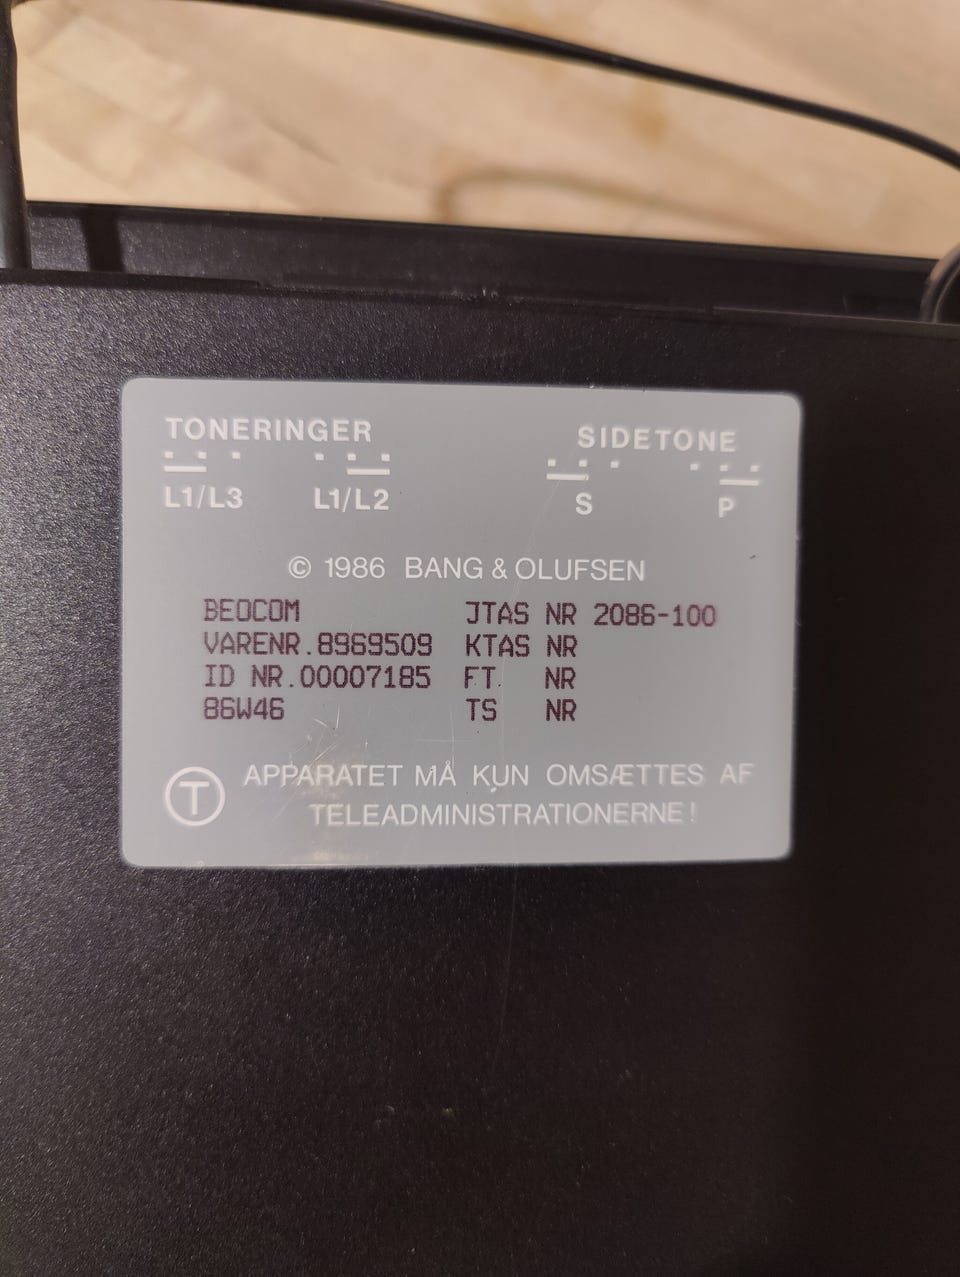 TONERINGER SIDETONE
L1/L3 L1/L2 S P
© 1986 BANG & OLUFSEN
BEOCOM JTAS NR 2086-100
VARENR.8969509 KTAS NR
ID NR.00007185 FT. NR
86W46 TS NR
T APPARATET MÅ KUN OMSÆTTES AF
TELEADMINISTRATIONERNE!